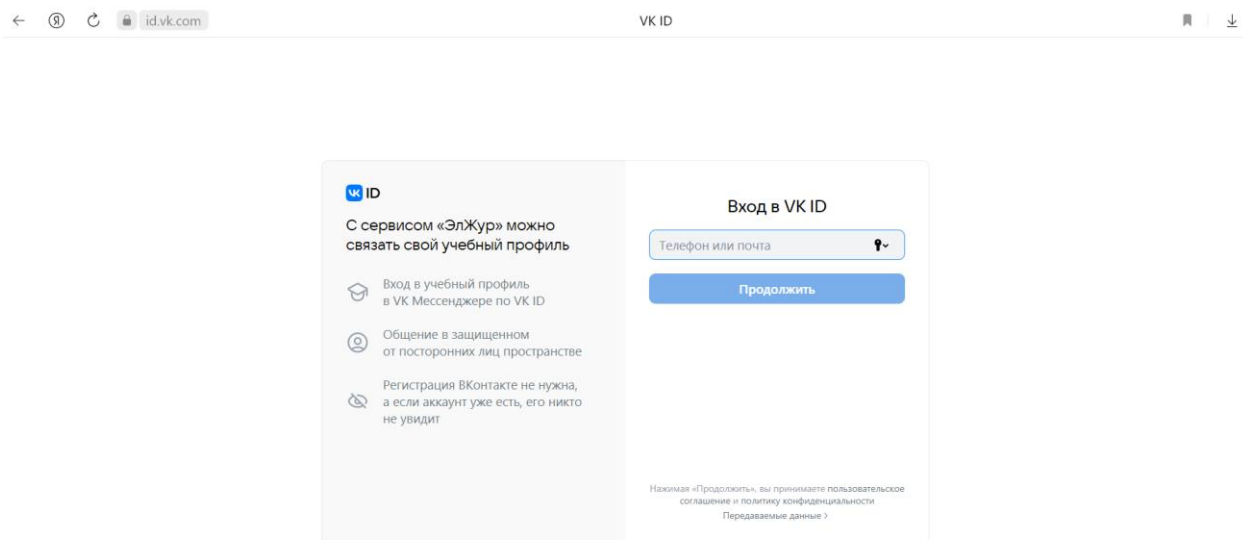 id.vk.com
VK ID
VK ID
С сервисом «ЭлЖур» можно
связать свой учебный профиль
Вход в учебный профиль
в VK Мессенджере по VK ID
Общение в защищенном
от посторонних лиц пространстве
Регистрация ВКонтакте не нужна,
а если аккаунт уже есть, его никто
не увидит
Вход в VK ID
Телефон или почта
Продолжить
Нажимая «Продолжить», вы принимаете пользовательское
соглашение и политику конфиденциальности
Передаваемые данные >